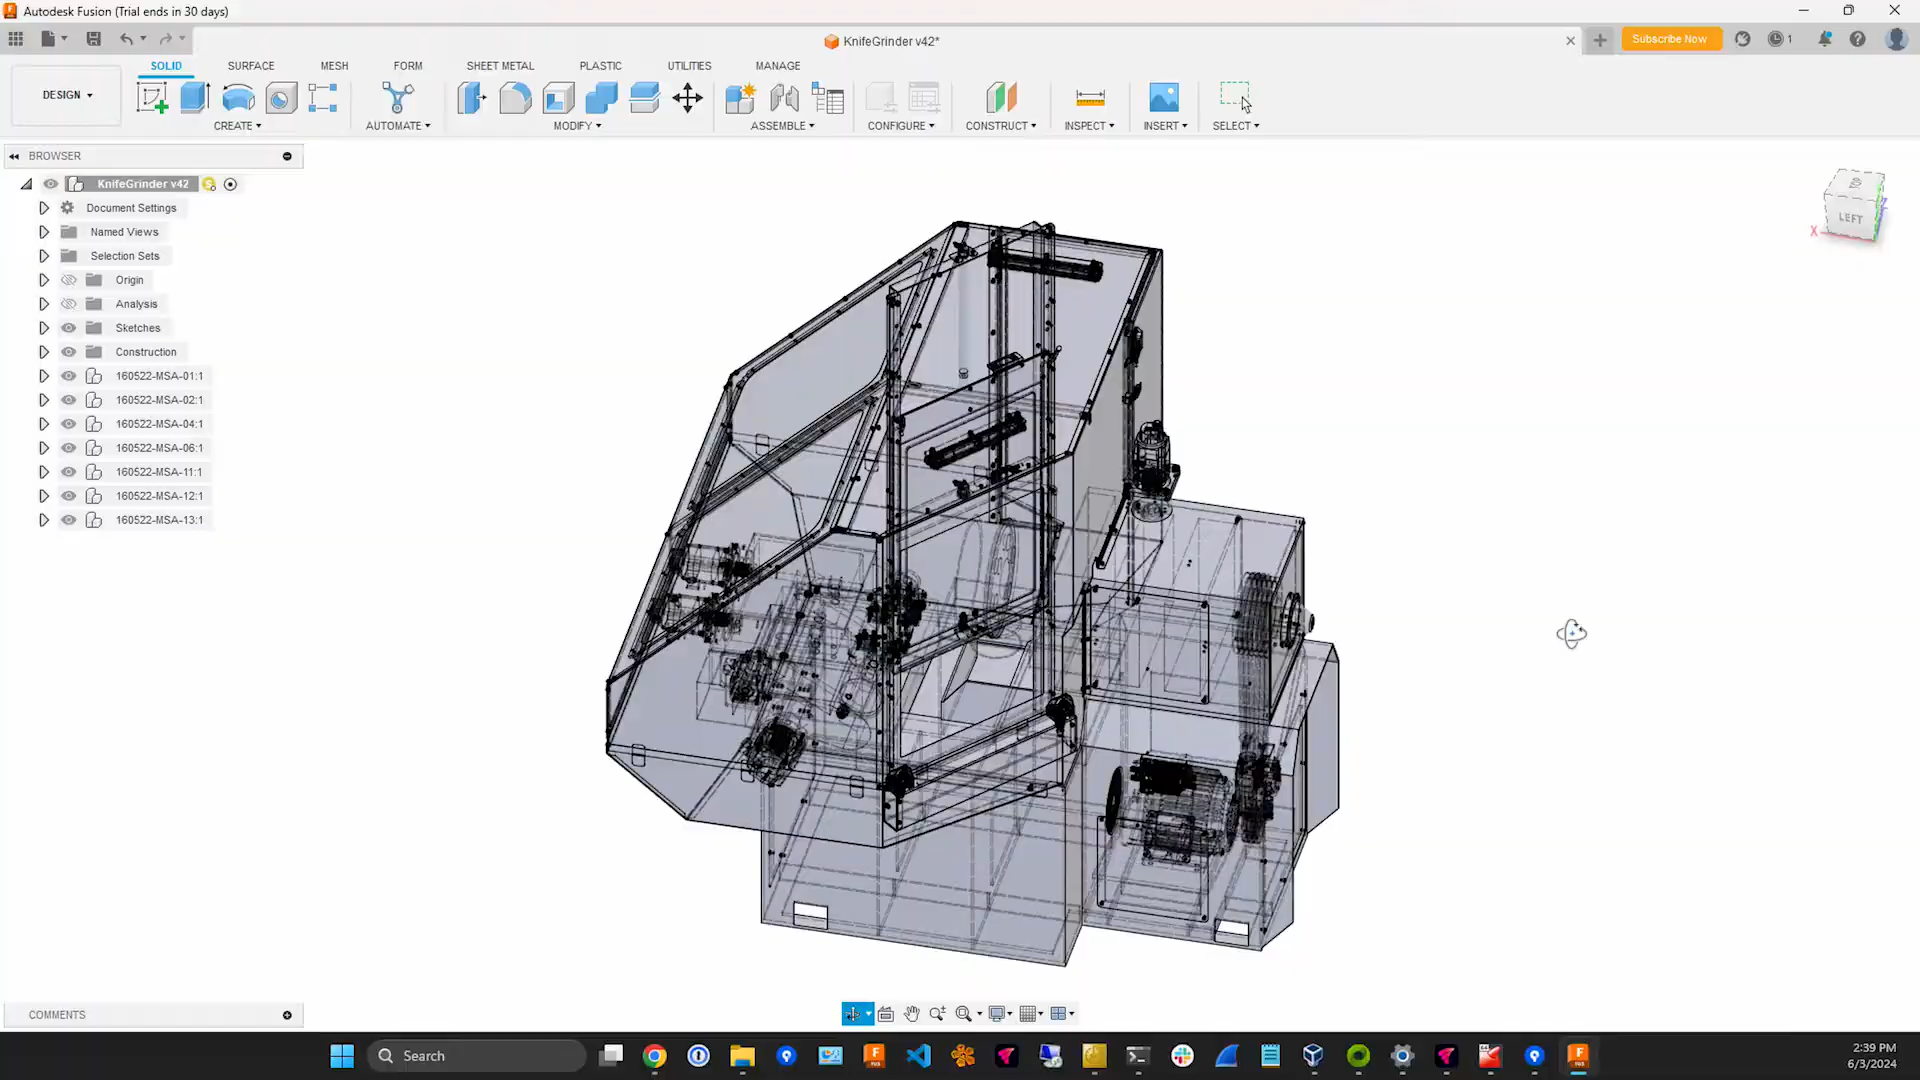 Autodesk Fusion (Trial ends in 30 days)
KnifeGrinder v42*
Subscribe Now
1
DESIGN
SOLID
SURFACE
MESH
FORM
SHEET METAL
PLASTIC
UTILITIES
MANAGE
CREATE
AUTOMATE
MODIFY
ASSEMBLE
CONFIGURE
CONSTRUCT
INSPECT
INSERT
SELECT
BROWSER
KnifeGrinder v42
Document Settings
Named Views
Selection Sets
Origin
Analysis
Sketches
Construction
160522-MSA-01:1
160522-MSA-02:1
160522-MSA-04:1
160522-MSA-06:1
160522-MSA-11:1
160522-MSA-12:1
160522-MSA-13:1
TOP
LEFT
X
COMMENTS
Search
2:39 PM
6/3/2024